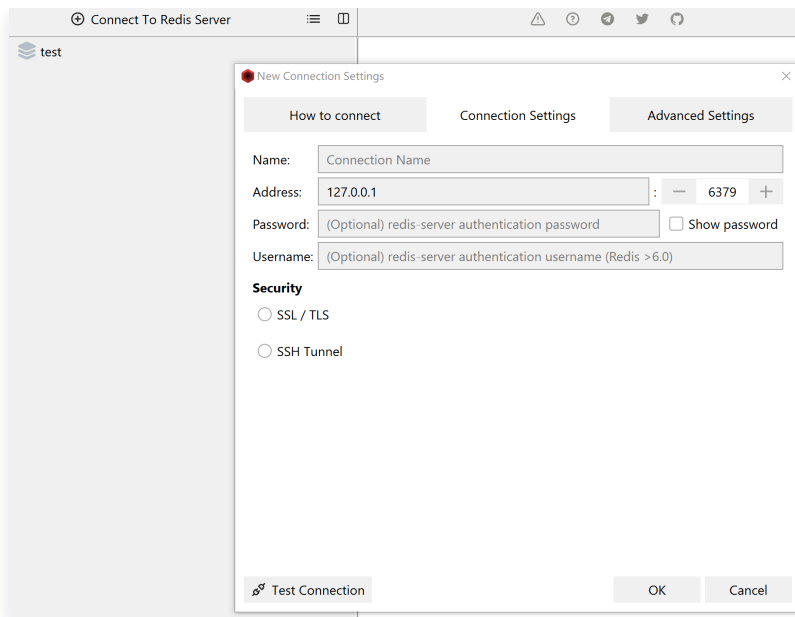 Connect To Redis Server
test
New Connection Settings
How to connect
Connection Settings
Advanced Settings
Name:
Connection Name
Address:
127.0.0.1
:
6379
Password:
(Optional) redis-server authentication password
Show password
Username:
(Optional) redis-server authentication username (Redis >6.0)
Security
SSL / TLS
SSH Tunnel
Test Connection
OK
Cancel